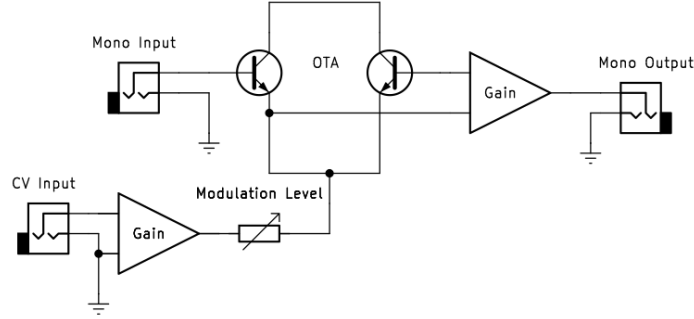 Mono Input
OTA
Mono Output
Gain
CV Input
Modulation Level
Gain